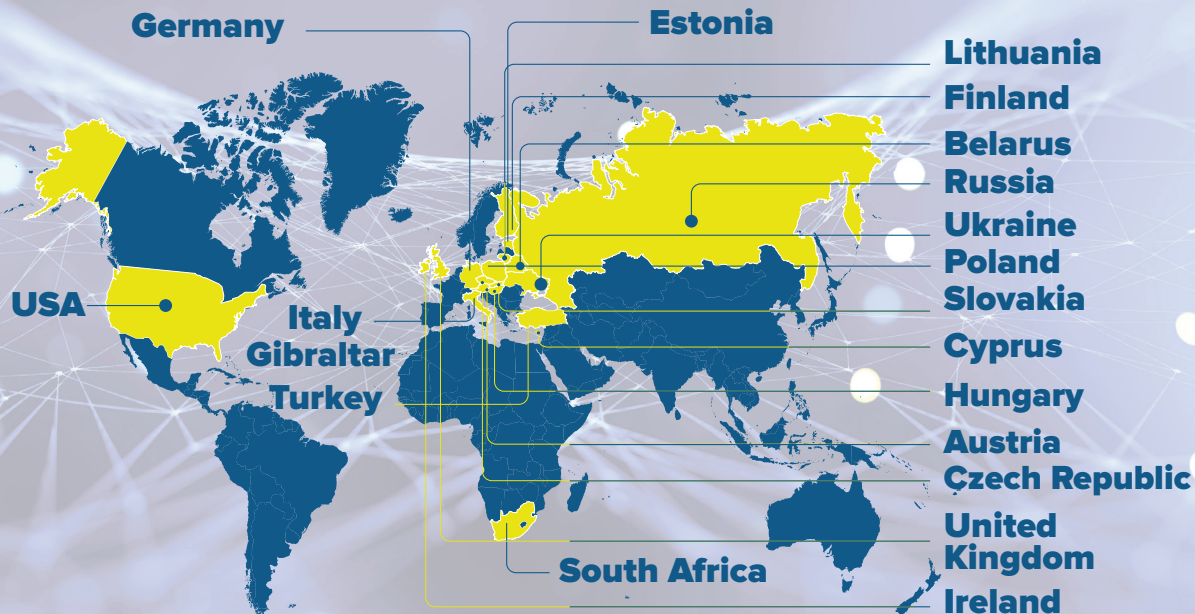 Germany
Estonia
Lithuania
Finland
Belarus
Russia
Ukraine
Poland
Slovakia
USA
Italy
Gibraltar
Turkey
Cyprus
Hungary
Austria
Czech Republic
United
Kingdom
South Africa
Ireland